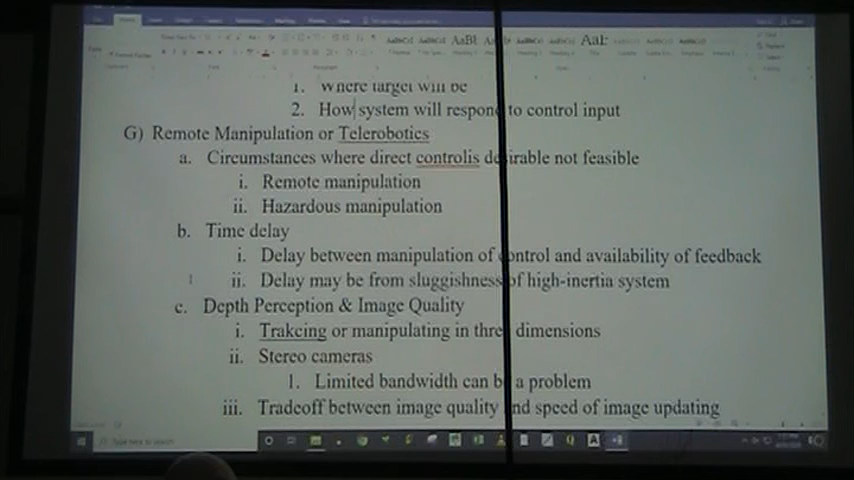 1. Where target will be
2. How system will respond to control input
G) Remote Manipulation or Telerobotics
a. Circumstances where direct controlis desirable not feasible
i. Remote manipulation
ii. Hazardous manipulation
b. Time delay
i. Delay between manipulation of control and availability of feedback
ii. Delay may be from sluggishness of high-inertia system
c. Depth Perception & Image Quality
i. Trakcing or manipulating in three dimensions
ii. Stereo cameras
1. Limited bandwidth can be a problem
iii. Tradeoff between image quality and speed of image updating
Type here to search